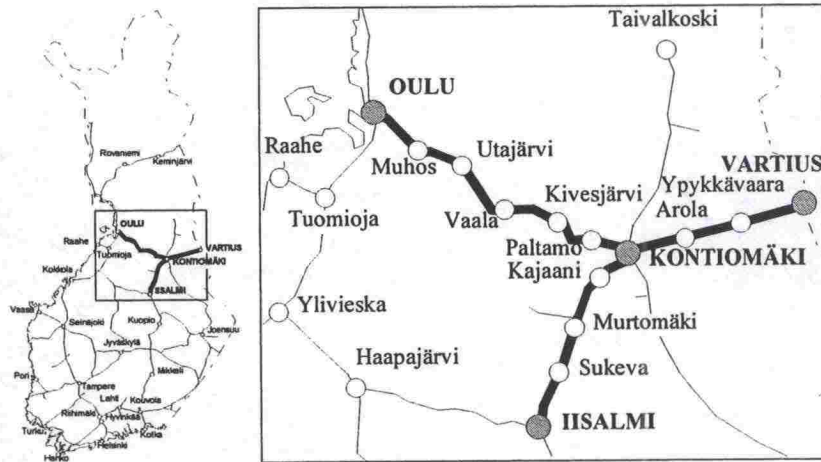 Rovaniemi
Kemijärvi
OULU
Raahe
Tuomioja
VARTIUS
KONTIOMÄKI
IISALMI
Kokkola
Vaasa
Seinäjoki
Kuopio
Joensuu
Jyväskylä
Pori
Mikkeli
Tampere
Lahti
Kouvola
Riihimäki
Hyvinkää
Turku
Kotka
Helsinki
Hanko
Taivalkoski
OULU
Raahe
Muhos
Utajärvi
VARTIUS
Tuomioja
Kivesjärvi
Ypykkävaara
Vaala
Arola
Paltamo
KONTIOMÄKI
Kajaani
Ylivieska
Murtomäki
Haapajärvi
Sukeva
IISALMI